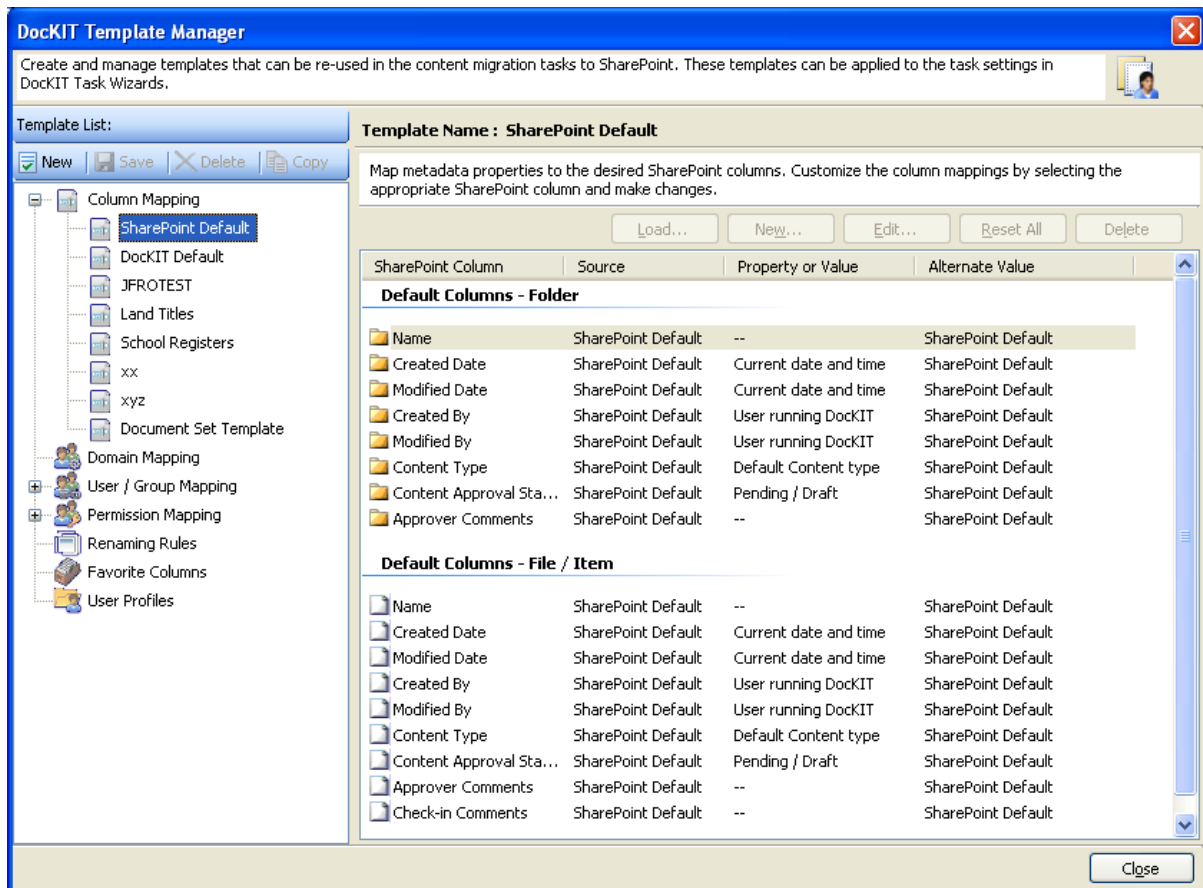 DocKIT Template Manager
Create and manage templates that can be re-used in the content migration tasks to SharePoint. These templates can be applied to the task settings in
DocKIT Task Wizards.
Template List:
New Save Delete Copy
Column Mapping
SharePoint Default
DocKIT Default
JFROTEST
Land Titles
School Registers
xx
xyz
Document Set Template
Domain Mapping
User / Group Mapping
Permission Mapping
Renaming Rules
Favorite Columns
User Profiles
Template Name : SharePoint Default
Map metadata properties to the desired SharePoint columns. Customize the column mappings by selecting the
appropriate SharePoint column and make changes.
Load... New... Edit... Reset All Delete
SharePoint Column Source Property or Value Alternate Value
Default Columns - Folder
Name SharePoint Default -- SharePoint Default
Created Date SharePoint Default Current date and time SharePoint Default
Modified Date SharePoint Default Current date and time SharePoint Default
Created By SharePoint Default User running DocKIT SharePoint Default
Modified By SharePoint Default User running DocKIT SharePoint Default
Content Type SharePoint Default Default Content type SharePoint Default
Content Approval Sta... SharePoint Default Pending / Draft SharePoint Default
Approver Comments SharePoint Default -- SharePoint Default
Default Columns - File / Item
Name SharePoint Default -- SharePoint Default
Created Date SharePoint Default Current date and time SharePoint Default
Modified Date SharePoint Default Current date and time SharePoint Default
Created By SharePoint Default User running DocKIT SharePoint Default
Modified By SharePoint Default User running DocKIT SharePoint Default
Content Type SharePoint Default Default Content type SharePoint Default
Content Approval Sta... SharePoint Default Pending / Draft SharePoint Default
Approver Comments SharePoint Default -- SharePoint Default
Check-in Comments SharePoint Default -- SharePoint Default
Close